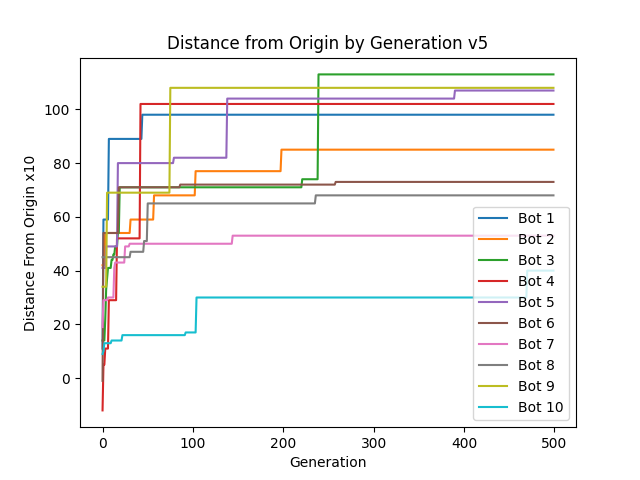 Distance from Origin by Generation v5
Distance From Origin x10
100
80
60
40
20
0
0 100 200 300 400 500
Generation
Bot 1
Bot 2
Bot 3
Bot 4
Bot 5
Bot 6
Bot 7
Bot 8
Bot 9
Bot 10